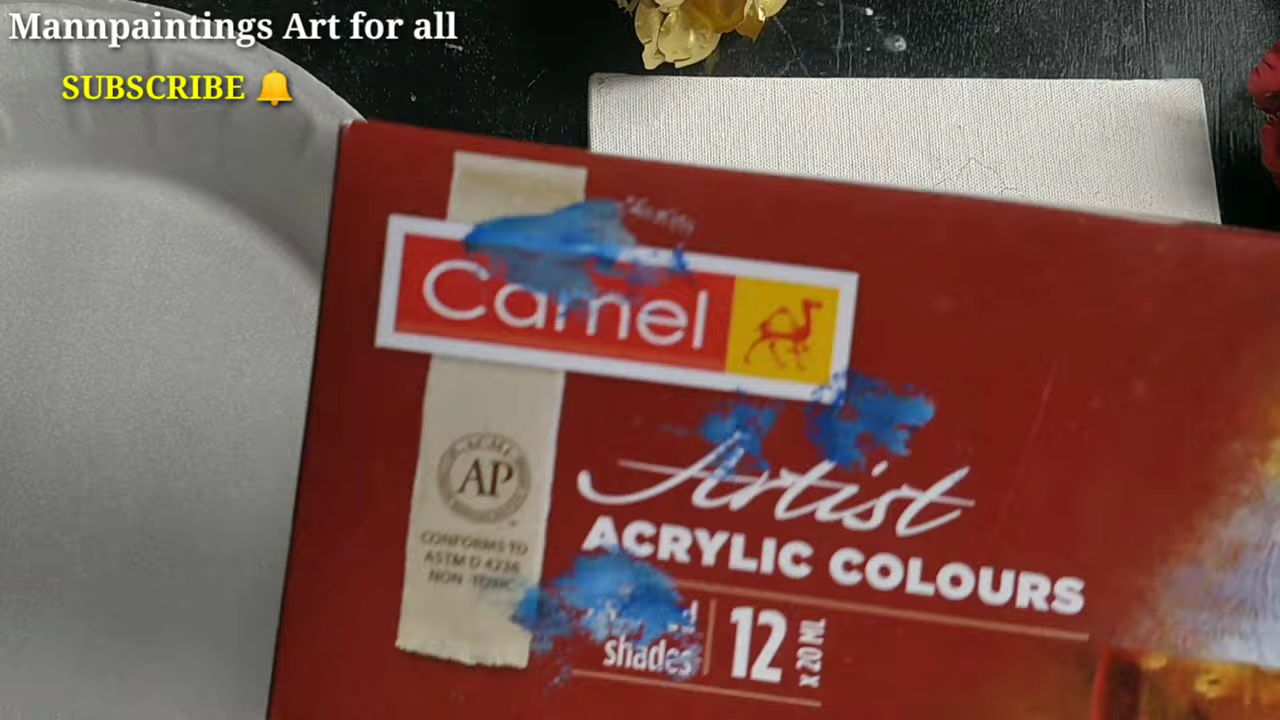 Mannpaintings Art for all
SUBSCRIBE 🔔
Camel
AP
CONFORMS TO
ASTM D 4236
NON -TOXIC
Artist
ACRYLIC COLOURS
shades
12
x 20 ML